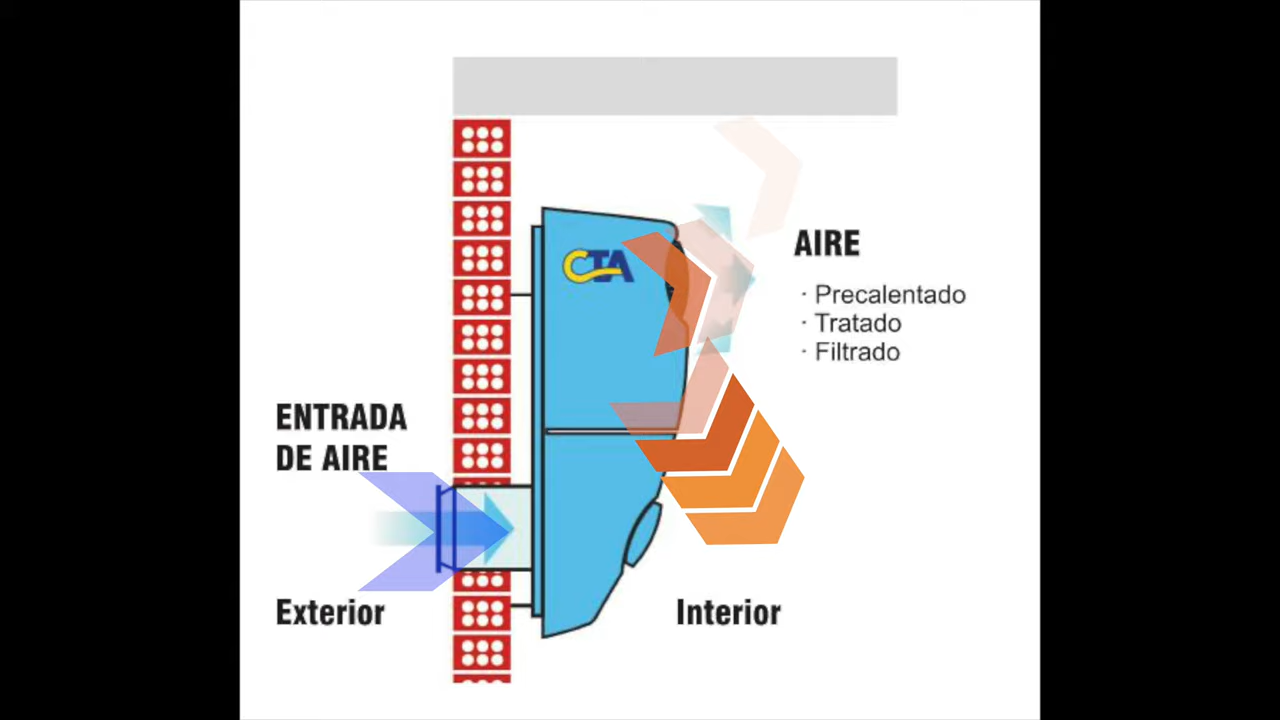 CTA
AIRE
· Precalentado
· Tratado
· Filtrado
ENTRADA
DE AIRE
Exterior
Interior